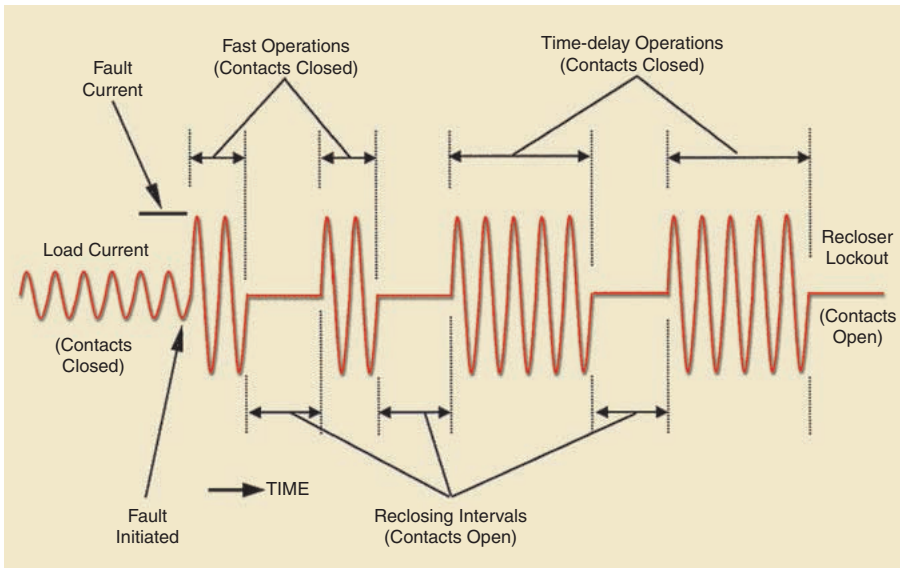 Fast Operations
(Contacts Closed)
Time-delay Operations
(Contacts Closed)
Fault
Current
Load Current
(Contacts
Closed)
Recloser
Lockout
(Contacts
Open)
TIME
Fault
Initiated
Reclosing Intervals
(Contacts Open)